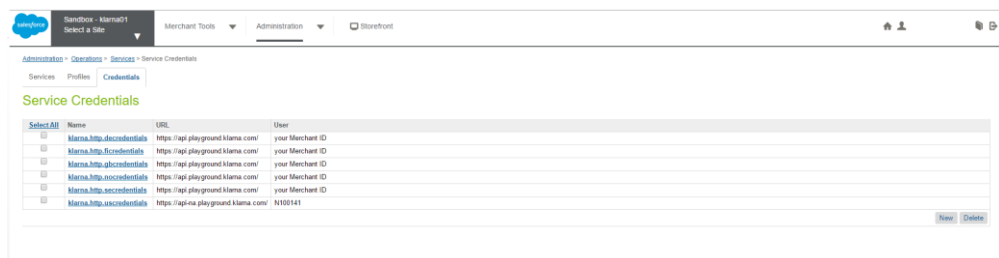 salesforce
Sandbox - klarna01
Select a Site
Merchant Tools
Administration
Storefront
Administration > Operations > Services > Service Credentials
Services Profiles Credentials
Service Credentials
Select All Name URL User
klarna.http.decredentials https://api.playground.klarna.com/ your Merchant ID
klarna.http.ficredentials https://api.playground.klarna.com/ your Merchant ID
klarna.http.gbcredentials https://api.playground.klarna.com/ your Merchant ID
klarna.http.nocredentials https://api.playground.klarna.com/ your Merchant ID
klarna.http.secredentials https://api.playground.klarna.com/ your Merchant ID
klarna.http.uscredentials https://api-na.playground.klarna.com/ N100141
New Delete